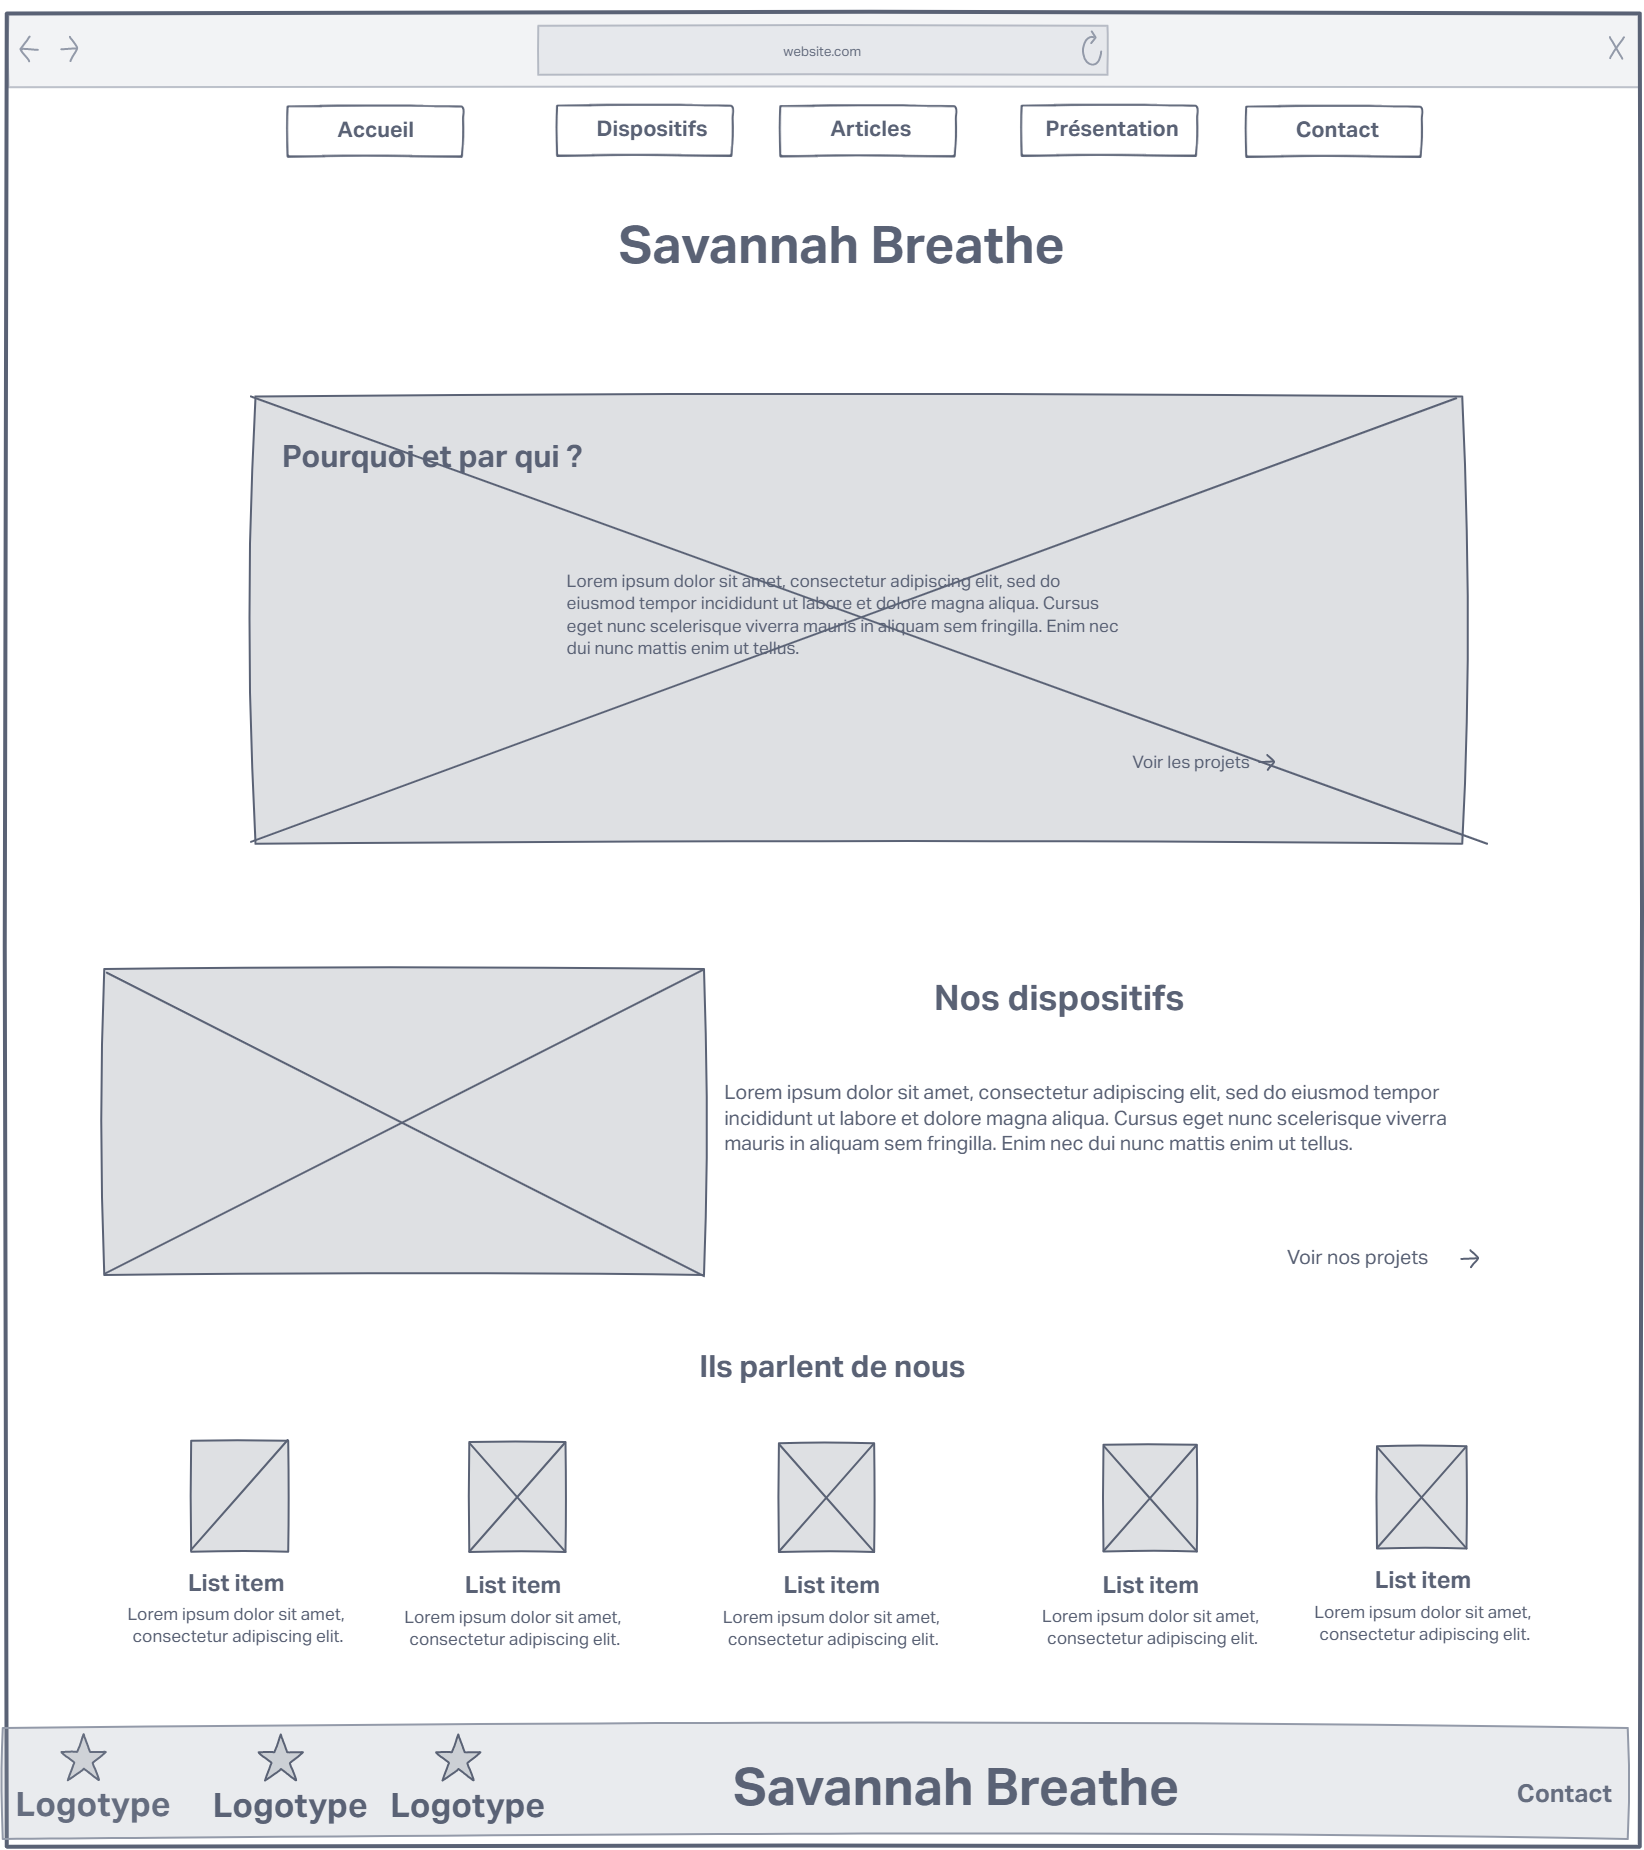 website.com
Accueil
Dispositifs
Articles
Présentation
Contact
Savannah Breathe
Pourquoi et par qui ?
Lorem ipsum dolor sit amet, consectetur adipiscing elit, sed do
eiusmod tempor incididunt ut labore et dolore magna aliqua. Cursus
eget nunc scelerisque viverra mauris in aliquam sem fringilla. Enim nec
dui nunc mattis enim ut tellus.
Voir les projets
Nos dispositifs
Lorem ipsum dolor sit amet, consectetur adipiscing elit, sed do eiusmod tempor
incididunt ut labore et dolore magna aliqua. Cursus eget nunc scelerisque viverra
mauris in aliquam sem fringilla. Enim nec dui nunc mattis enim ut tellus.
Voir nos projets
Ils parlent de nous
List item
Lorem ipsum dolor sit amet,
consectetur adipiscing elit.
List item
Lorem ipsum dolor sit amet,
consectetur adipiscing elit.
List item
Lorem ipsum dolor sit amet,
consectetur adipiscing elit.
List item
Lorem ipsum dolor sit amet,
consectetur adipiscing elit.
List item
Lorem ipsum dolor sit amet,
consectetur adipiscing elit.
Logotype
Logotype
Logotype
Savannah Breathe
Contact